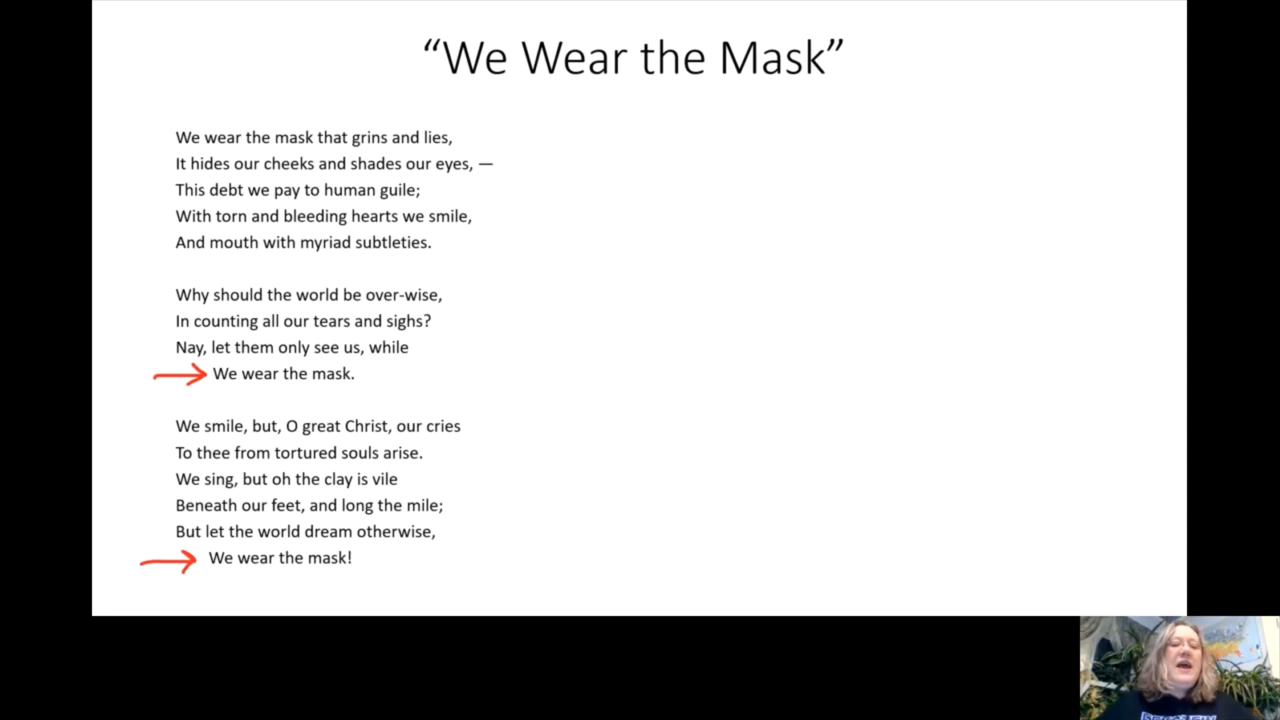 “We Wear the Mask”
We wear the mask that grins and lies,
It hides our cheeks and shades our eyes, —
This debt we pay to human guile;
With torn and bleeding hearts we smile,
And mouth with myriad subtleties.
Why should the world be over-wise,
In counting all our tears and sighs?
Nay, let them only see us, while
We wear the mask.
We smile, but, O great Christ, our cries
To thee from tortured souls arise.
We sing, but oh the clay is vile
Beneath our feet, and long the mile;
But let the world dream otherwise,
We wear the mask!